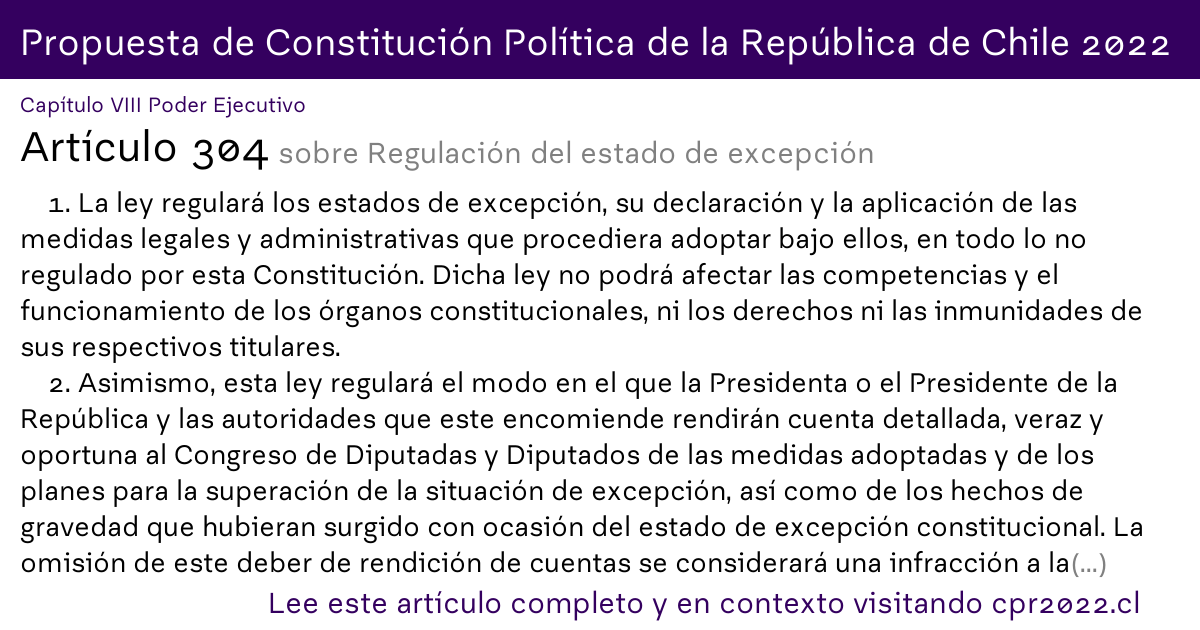 Propuesta de Constitución Política de la República de Chile 2022
Capítulo VIII Poder Ejecutivo
Artículo 304 sobre Regulación del estado de excepción
1. La ley regulará los estados de excepción, su declaración y la aplicación de las
medidas legales y administrativas que procediera adoptar bajo ellos, en todo lo no
regulado por esta Constitución. Dicha ley no podrá afectar las competencias y el
funcionamiento de los órganos constitucionales, ni los derechos ni las inmunidades de
sus respectivos titulares.
2. Asimismo, esta ley regulará el modo en el que la Presidenta o el Presidente de la
República y las autoridades que este encomiende rendirán cuenta detallada, veraz y
oportuna al Congreso de Diputadas y Diputados de las medidas adoptadas y de los
planes para la superación de la situación de excepción, así como de los hechos de
gravedad que hubieran surgido con ocasión del estado de excepción constitucional. La
omisión de este deber de rendición de cuentas se considerará una infracción a la(...)
Lee este artículo completo y en contexto visitando cpr2022.cl